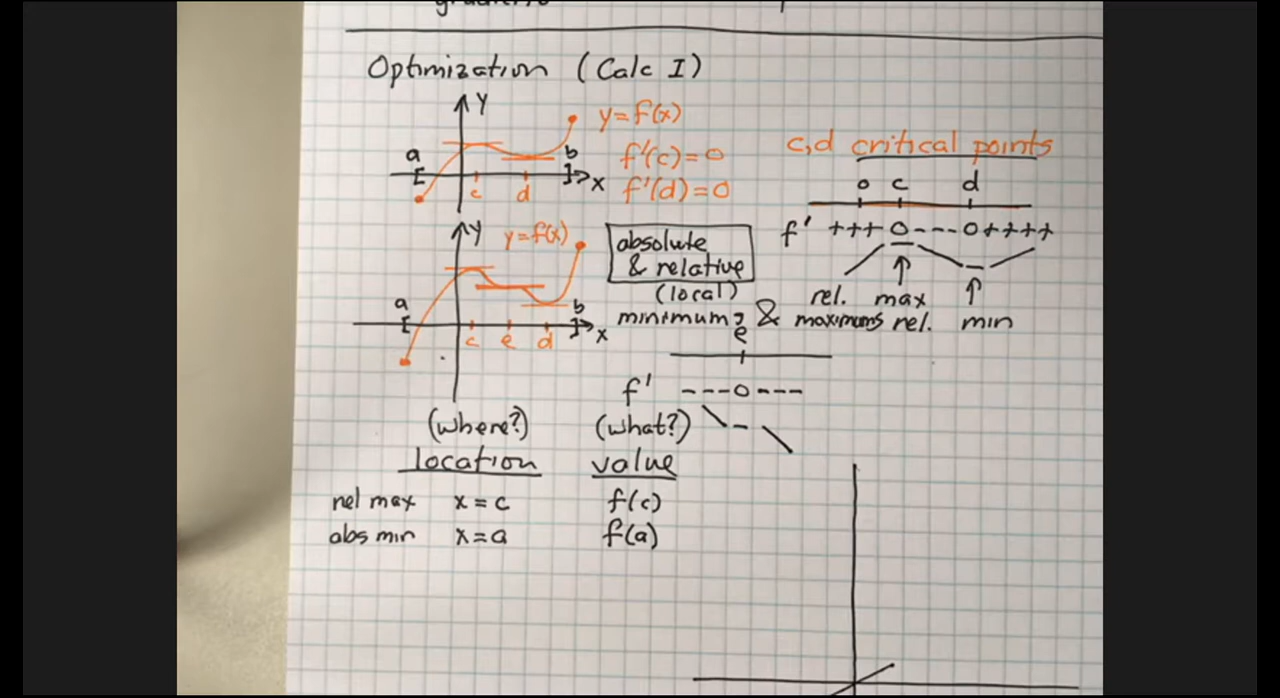 Optimization (Calc I)
y
y=f(x)
a
b
x
c
d
f'(c)=0
f'(d)=0
c,d critical points
o c d
f' +++ 0 --- 0 ++++
rel. max
maximums rel.
min
y
y=f(x)
a
b
x
c e d
absolute
& relative
(local)
minimums &
e
f' ---0---
(where?) (what?)
location value
rel max x=c f(c)
abs min x=a f(a)